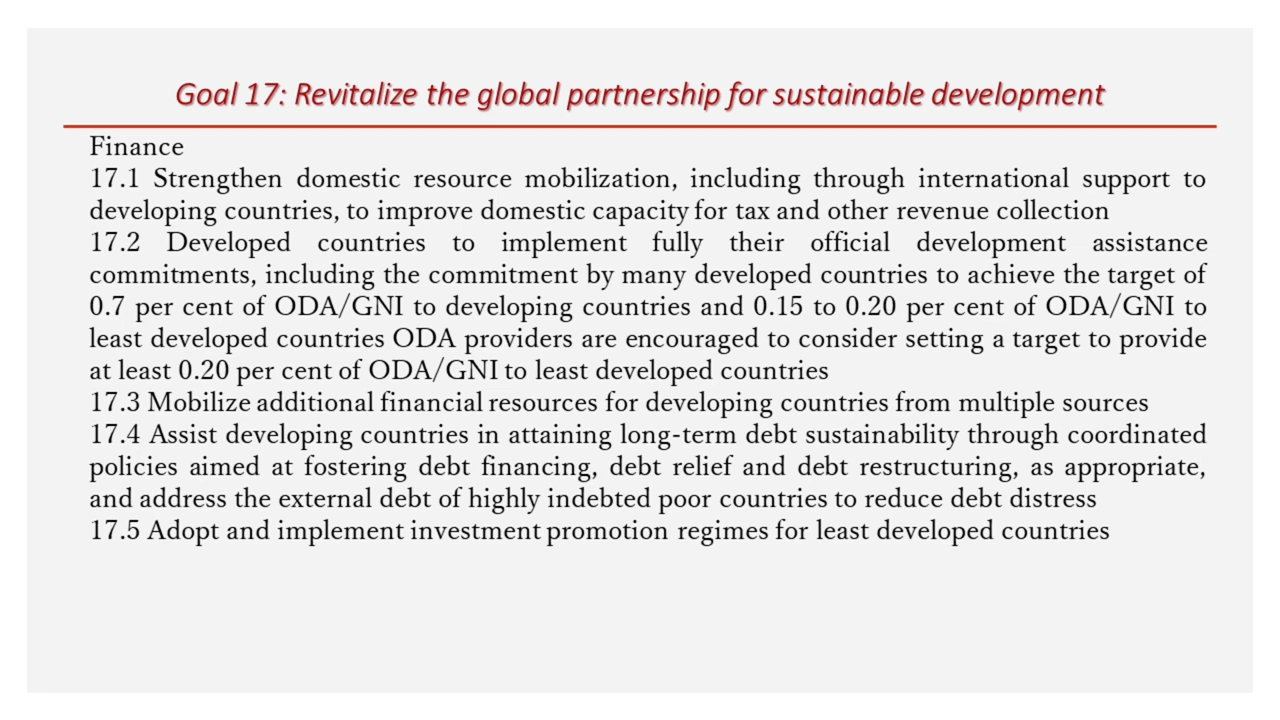 Goal 17: Revitalize the global partnership for sustainable development
Finance
17.1 Strengthen domestic resource mobilization, including through international support to
developing countries, to improve domestic capacity for tax and other revenue collection
17.2 Developed countries to implement fully their official development assistance
commitments, including the commitment by many developed countries to achieve the target of
0.7 per cent of ODA/GNI to developing countries and 0.15 to 0.20 per cent of ODA/GNI to
least developed countries ODA providers are encouraged to consider setting a target to provide
at least 0.20 per cent of ODA/GNI to least developed countries
17.3 Mobilize additional financial resources for developing countries from multiple sources
17.4 Assist developing countries in attaining long-term debt sustainability through coordinated
policies aimed at fostering debt financing, debt relief and debt restructuring, as appropriate,
and address the external debt of highly indebted poor countries to reduce debt distress
17.5 Adopt and implement investment promotion regimes for least developed countries